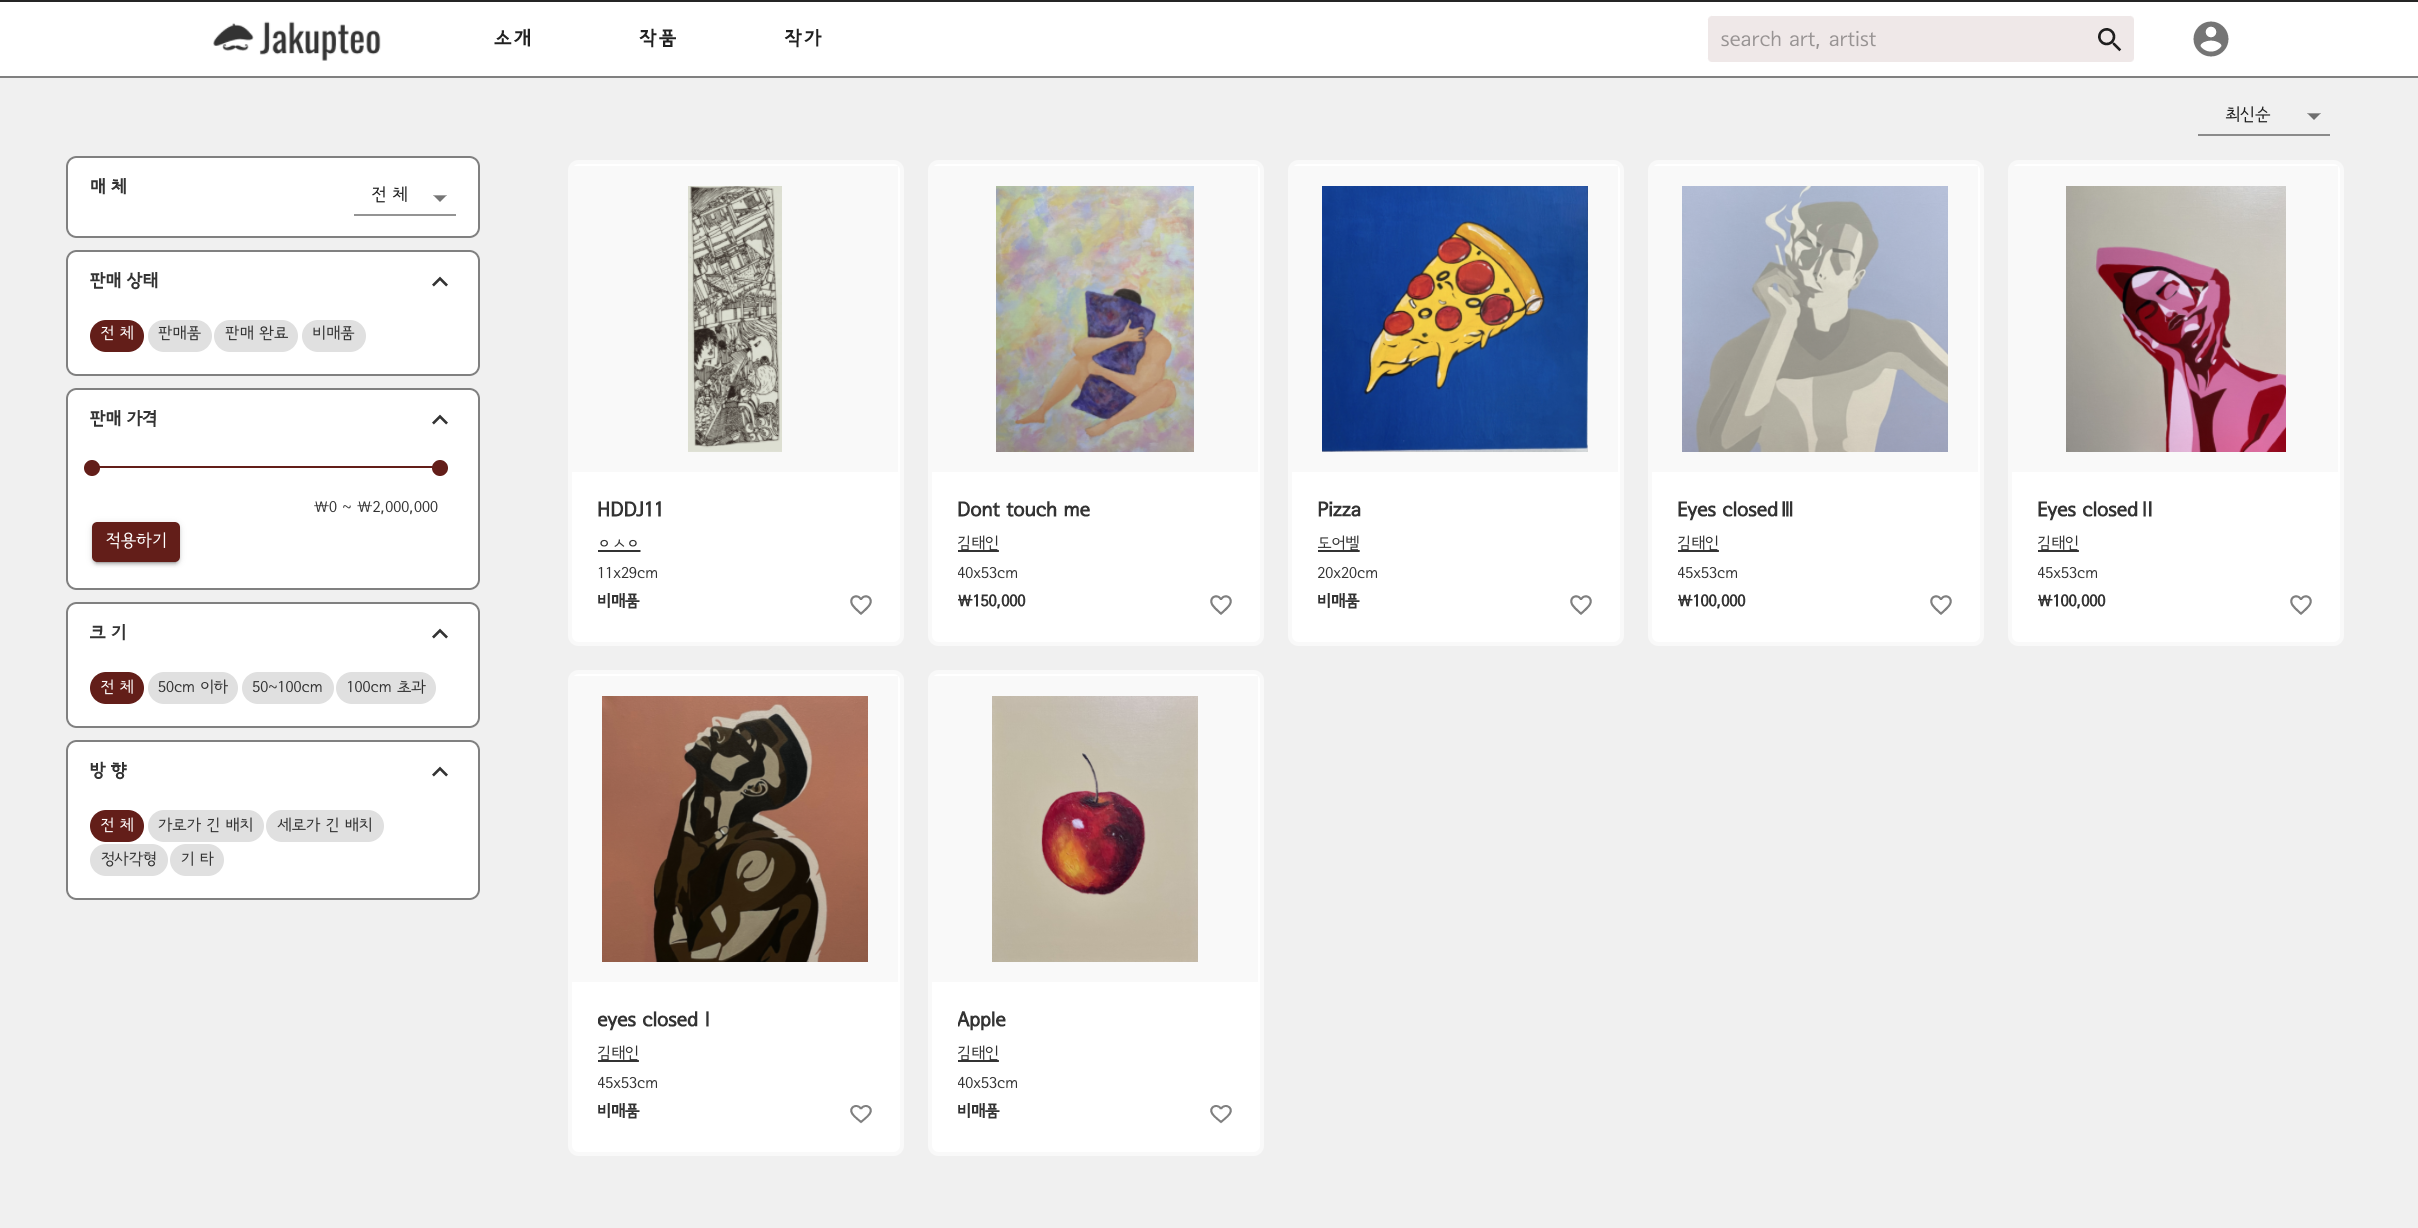 Jakupteo
소개
작품
작가
search art, artist
최신순
매 체
전 체
판매 상태
전 체 판매품 판매 완료 비매품
판매 가격
₩0 ~ ₩2,000,000
적용하기
크 기
전 체 50cm 이하 50~100cm 100cm 초과
방 향
전 체 가로가 긴 배치 세로가 긴 배치
정사각형 기 타
HDDJ11
ㅇㅅㅇ
11x29cm
비매품
Dont touch me
김태인
40x53cm
₩150,000
Pizza
도어벨
20x20cm
비매품
Eyes closedⅢ
김태인
45x53cm
₩100,000
Eyes closedⅡ
김태인
45x53cm
₩100,000
eyes closedⅠ
김태인
45x53cm
비매품
Apple
김태인
40x53cm
비매품